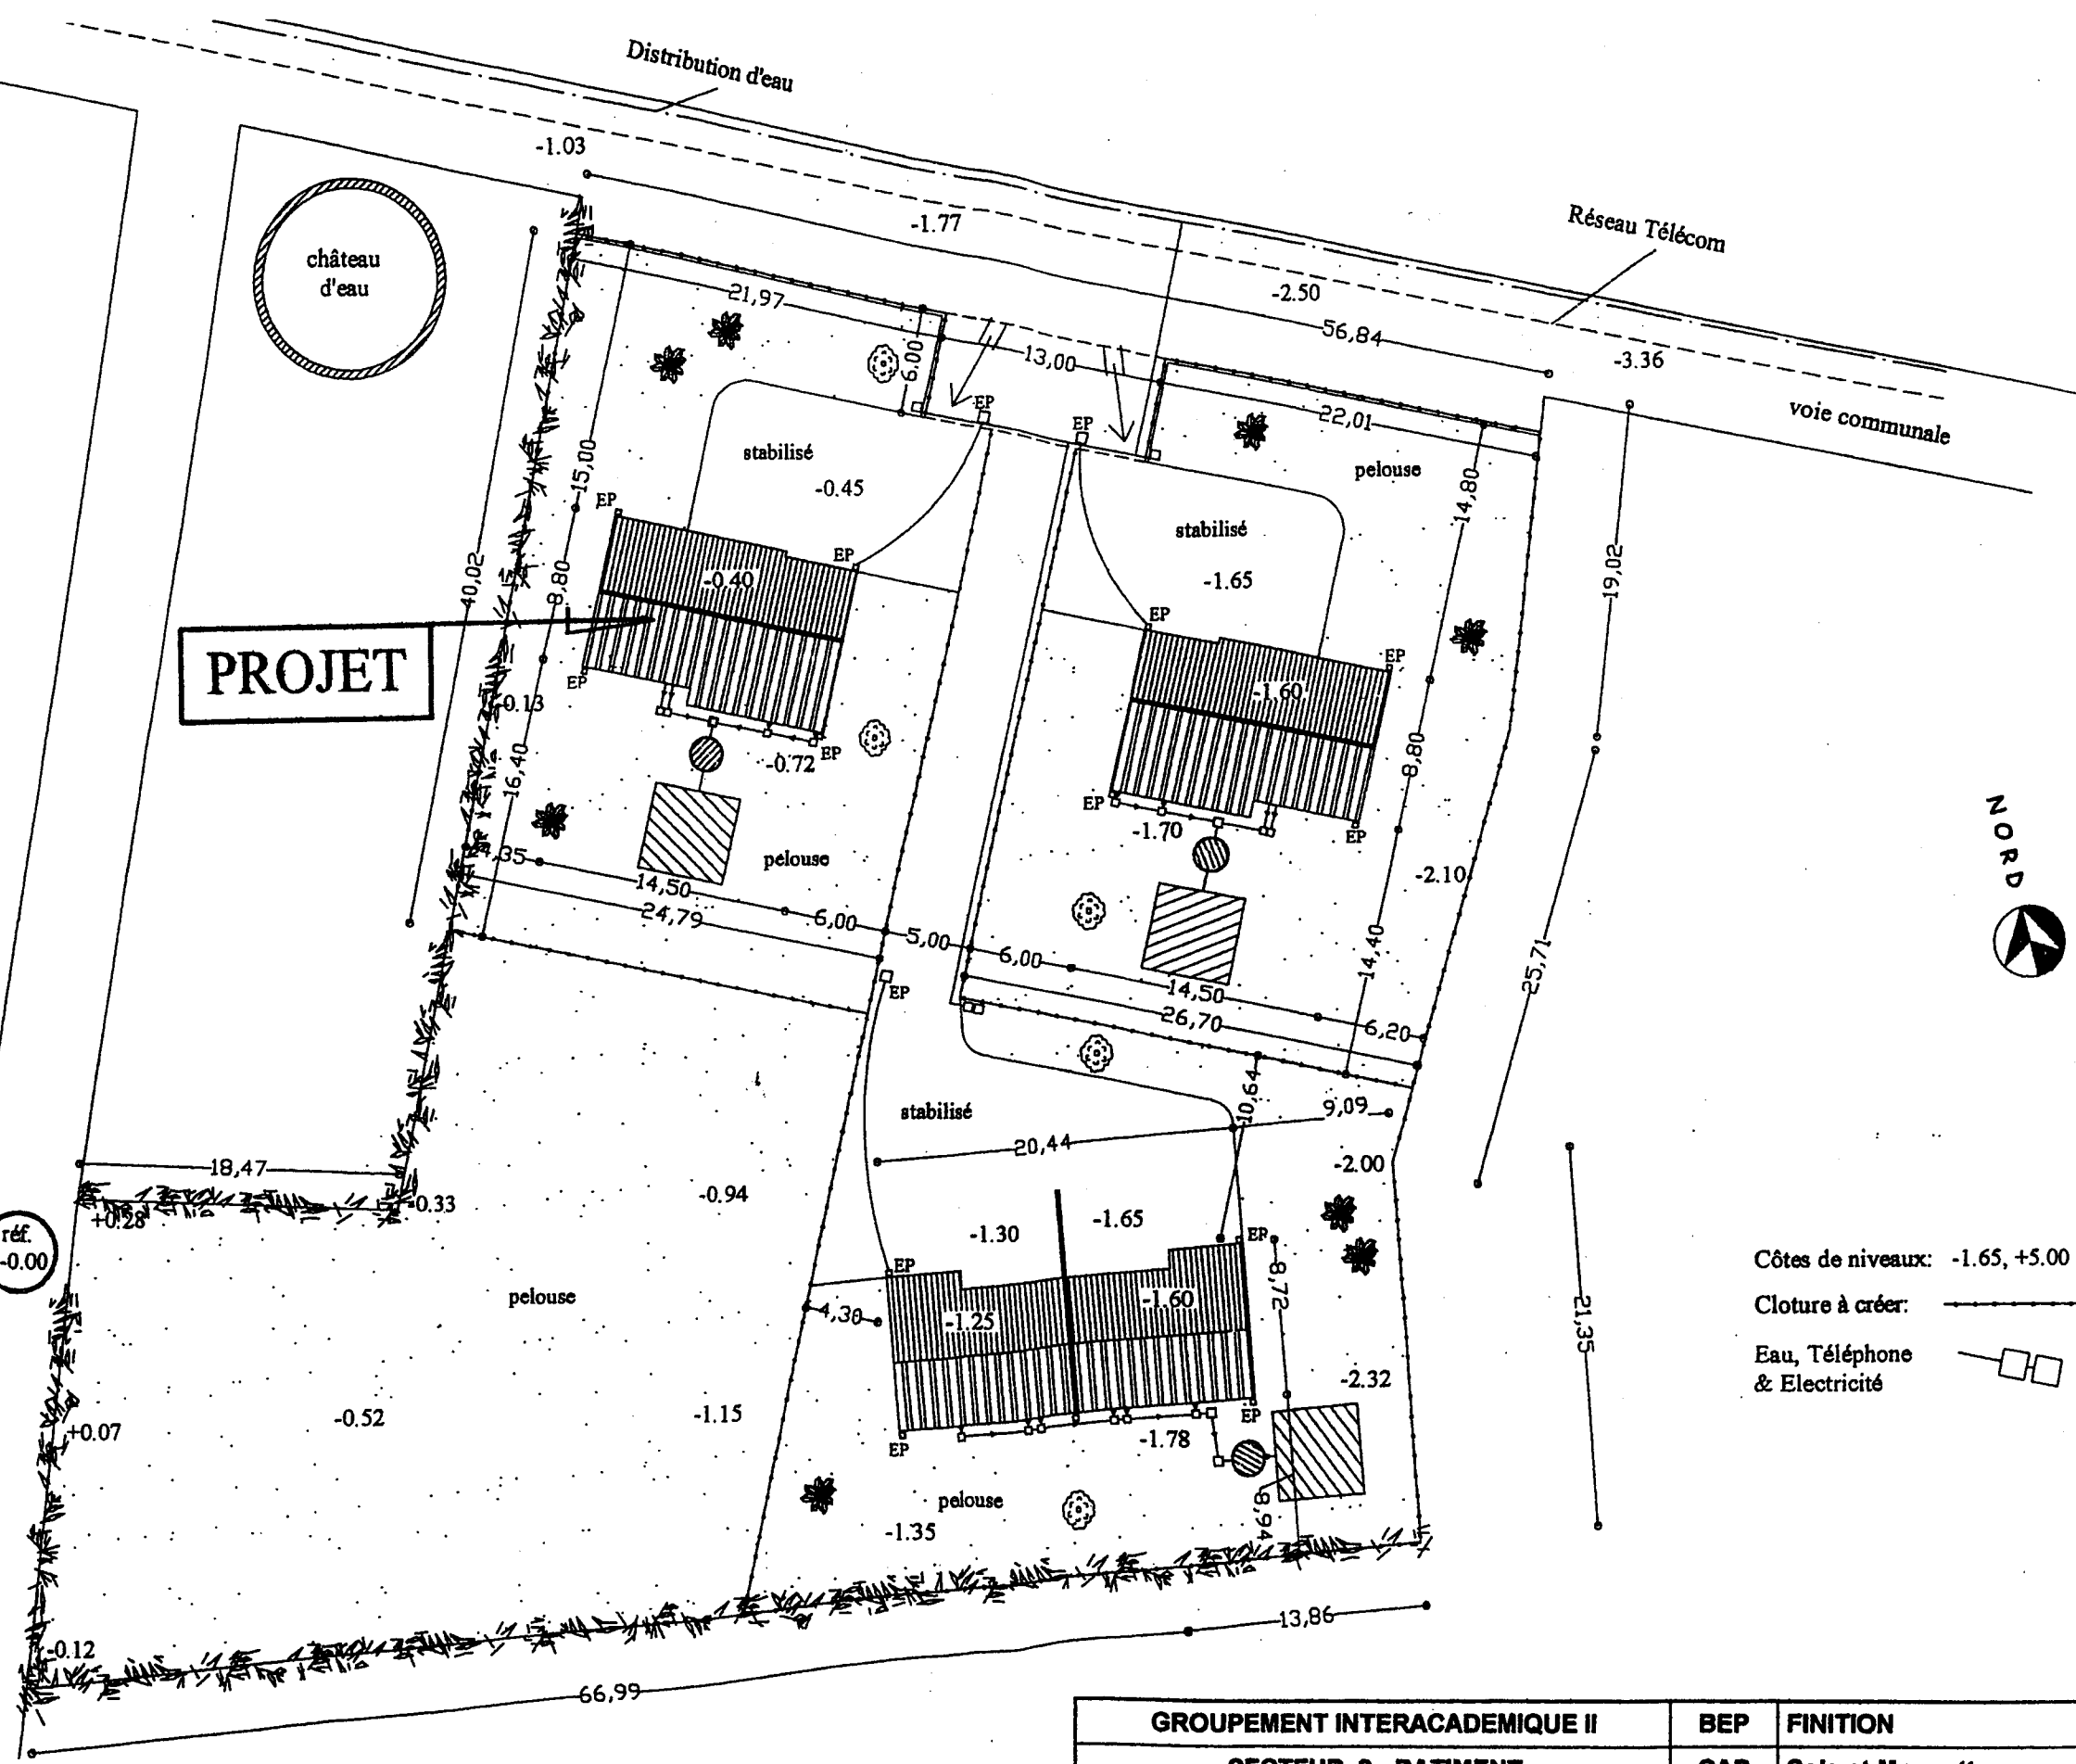 Distribution d'eau
-1.03
château
d'eau
-1.77
Réseau Télécom
-2.50
56,84
-3.36
voie communale
21,97
6.00
13,00
22,01
EP
EP
pelouse
stabilisé
-0.45
15,00
14,80
stabilisé
-1.65
19,02
EP
EP
40,02
8,80
-0.40
EP
PROJET
EP
EP
-1.60
-0.13
-0.72
EP
16,40
8,80
EP
-1.70
EP
NORD
4,35
14,50
pelouse
-2.10
24,79
6,00
5,00
6,00
14,50
14,40
25,71
26,70
6,20
EP
stabilisé
10,64
9,09
20,44
18,47
-2.00
-0.33
+0.28
-0.94
réf.
-0.00
-1.30
-1.65
EP
EP
Côtes de niveaux: -1.65, +5.00
pelouse
4,30
-1.25
-1.60
8,72
21,35
Cloture à créer:
Eau, Téléphone
& Electricité
-2.32
-0.52
-1.15
+0.07
EP
EP
-1.78
pelouse
-1.35
8,94
-0.12
13,86
66,99
GROUPEMENT INTERACADEMIQUE II
BEP
FINITION